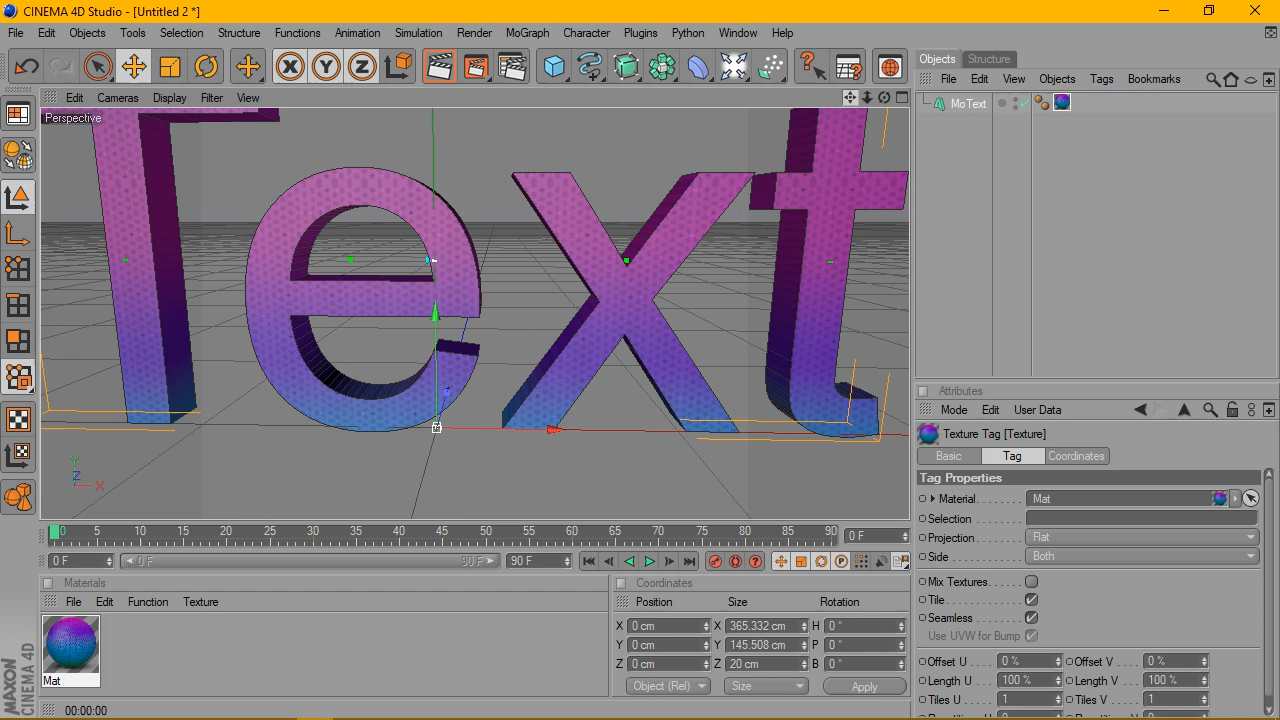 CINEMA 4D Studio - [Untitled 2 *]
File Edit Objects Tools Selection Structure Functions Animation Simulation Render MoGraph Character Plugins Python Window Help
Objects Structure
File Edit View Objects Tags Bookmarks
Edit Cameras Display Filter View
MoText
Perspective
Text
Y
Z
X
Attributes
Mode Edit User Data
Texture Tag [Texture]
Basic Tag Coordinates
Tag Properties
Material Mat
Selection
Projection Flat
Side Both
Mix Textures
Tile
Seamless
Use UVW for Bump
Offset U 0 % Offset V 0 %
Length U 100 % Length V 100 %
Tiles U 1 Tiles V 1
0 5 10 15 20 25 30 35 40 45 50 55 60 65 70 75 80 85 90 0 F
0 F 0 F 90 F 90 F
Materials
File Edit Function Texture
Mat
Coordinates
Position Size Rotation
X 0 cm X 365.332 cm H 0 °
Y 0 cm Y 145.508 cm P 0 °
Z 0 cm Z 20 cm B 0 °
Object (Rel) Size Apply
MAXON
CINEMA 4D
00:00:00